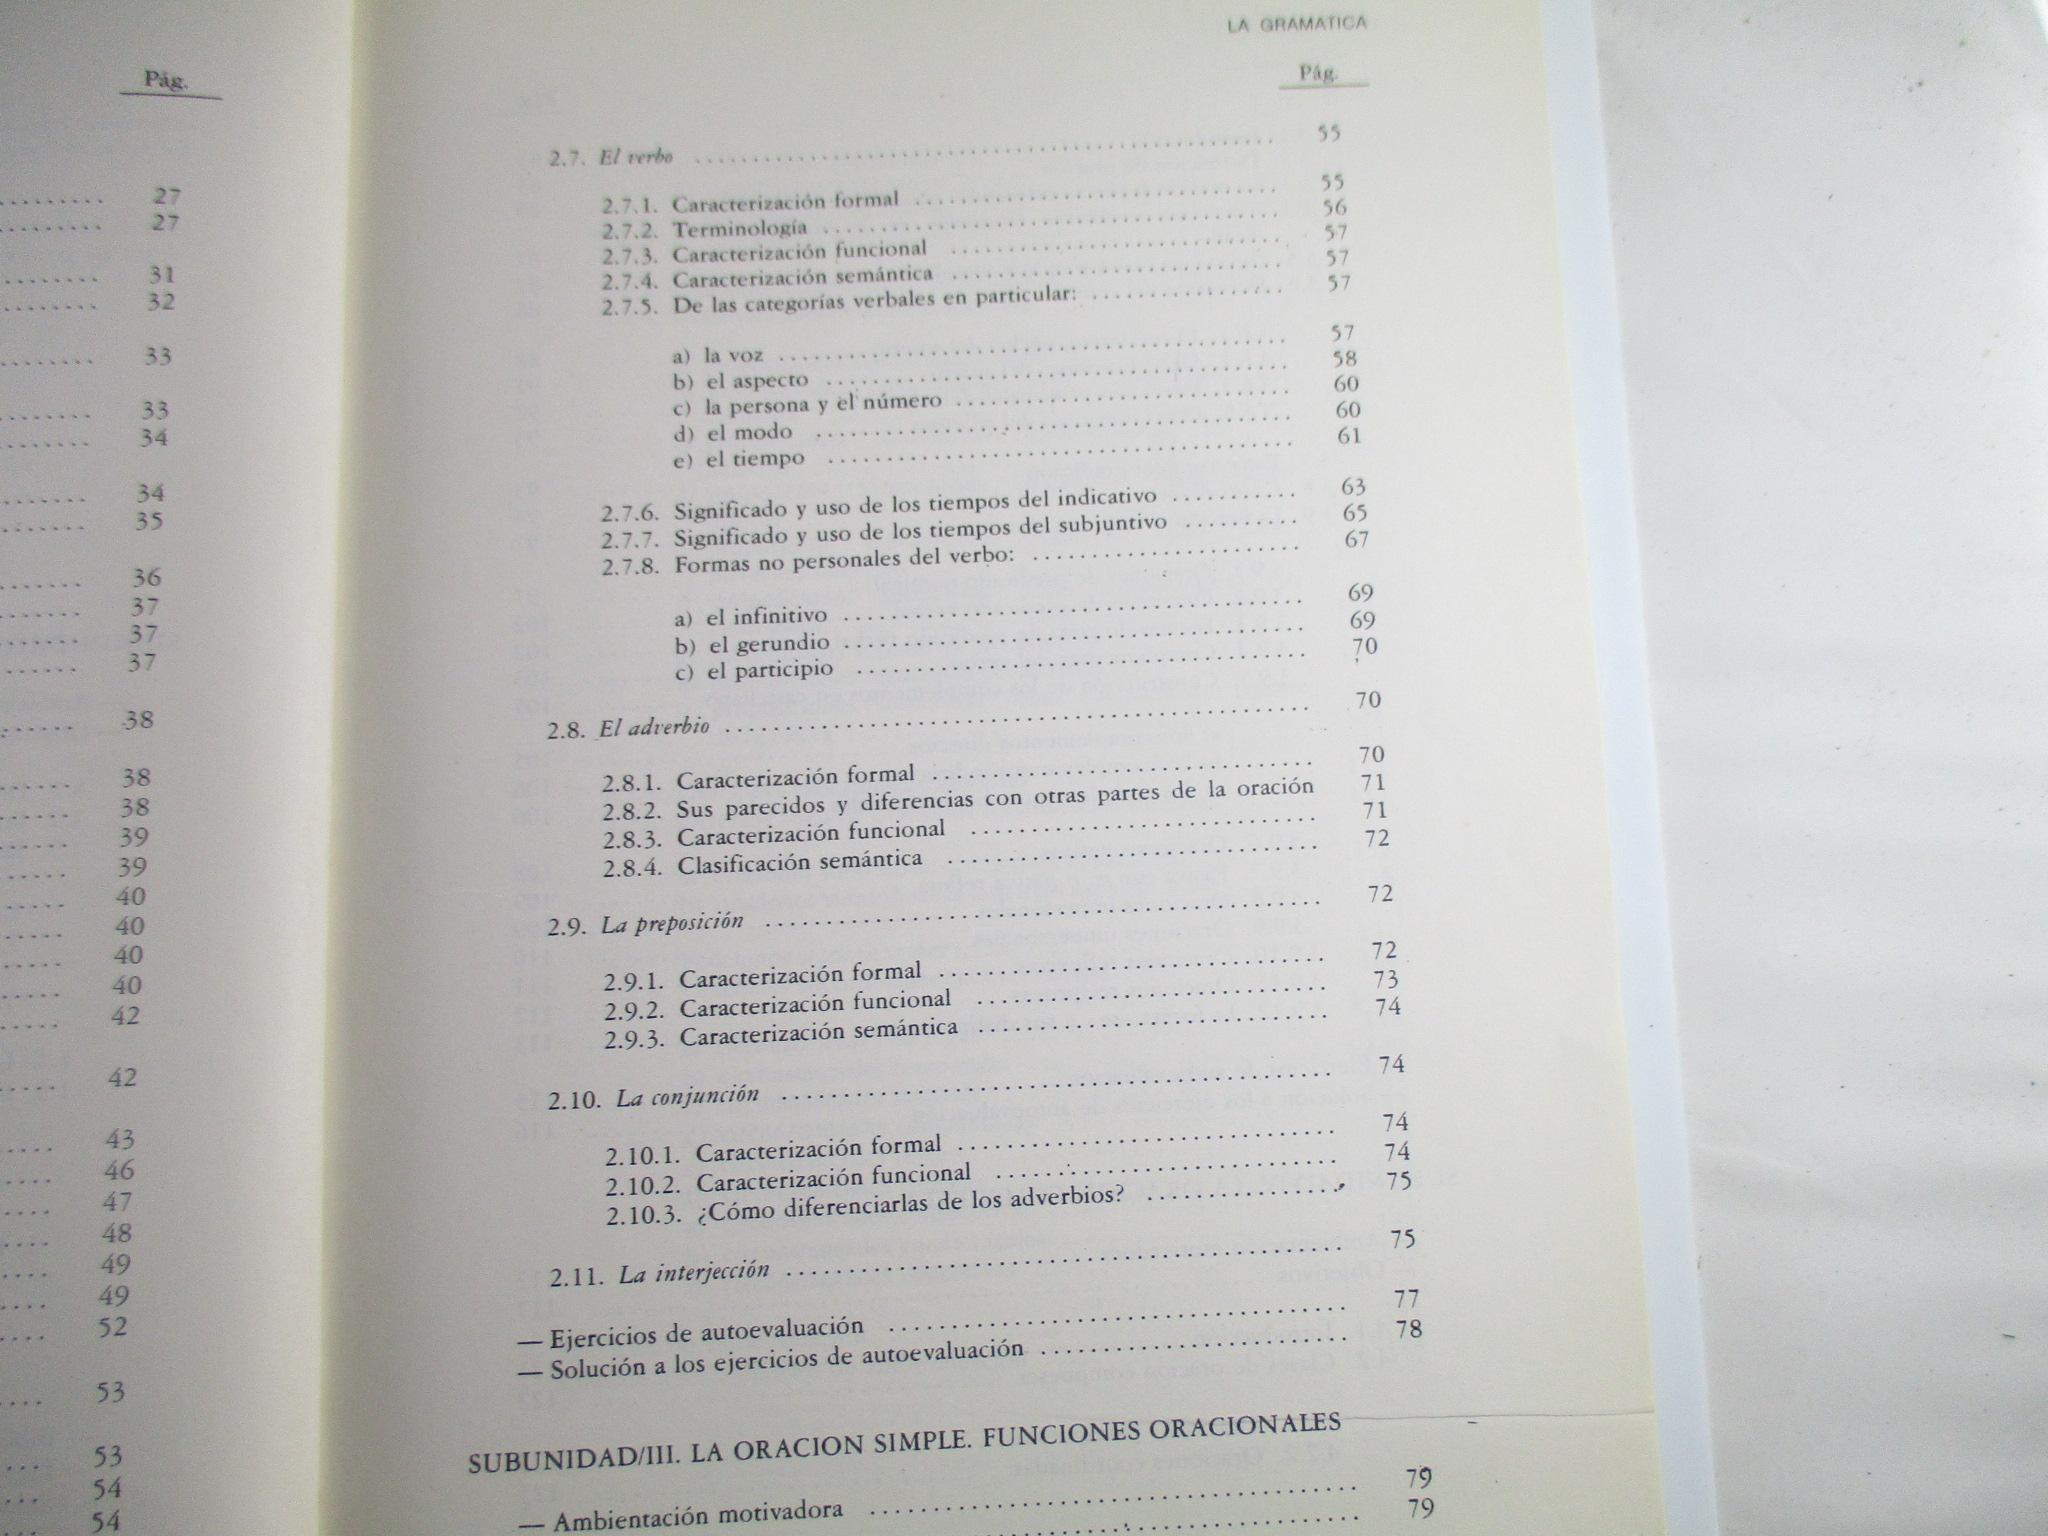 Pág.
27
27
31
32
33
33
34
34
35
36
37
37
37
38
38
38
39
39
40
40
40
40
42
42
43
46
47
48
49
49
52
53
53
54
54
LA GRAMATICA
Pág.
2.7. El verbo 55
2.7.1. Caracterización formal 55
2.7.2. Terminología 56
2.7.3. Caracterización funcional 57
2.7.4. Caracterización semántica 57
2.7.5. De las categorías verbales en particular: 57
a) la voz 57
b) el aspecto 58
c) la persona y el número 60
d) el modo 60
e) el tiempo 61
2.7.6. Significado y uso de los tiempos del indicativo 63
2.7.7. Significado y uso de los tiempos del subjuntivo 65
2.7.8. Formas no personales del verbo: 67
a) el infinitivo 69
b) el gerundio 69
c) el participio 70
2.8. El adverbio 70
2.8.1. Caracterización formal 70
2.8.2. Sus parecidos y diferencias con otras partes de la oración 71
2.8.3. Caracterización funcional 71
2.8.4. Clasificación semántica 72
2.9. La preposición 72
2.9.1. Caracterización formal 72
2.9.2. Caracterización funcional 73
2.9.3. Caracterización semántica 74
2.10. La conjunción 74
2.10.1. Caracterización formal 74
2.10.2. Caracterización funcional 74
2.10.3. ¿Cómo diferenciarlas de los adverbios? 75
2.11. La interjección 75
— Ejercicios de autoevaluación 77
— Solución a los ejercicios de autoevaluación 78
SUBUNIDAD/III. LA ORACION SIMPLE. FUNCIONES ORACIONALES
— Ambientación motivadora 79
79